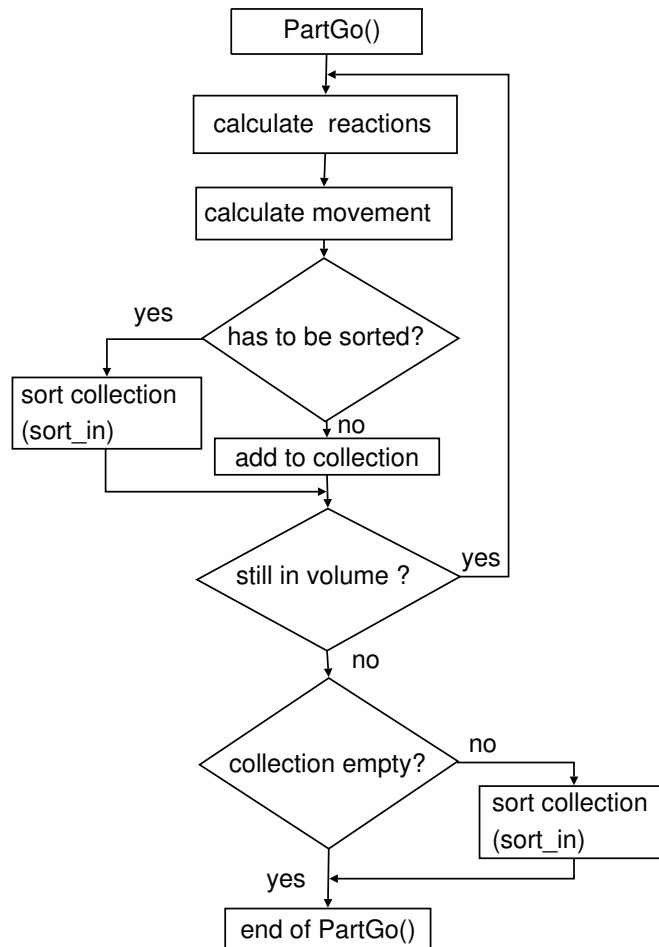 PartGo()
calculate reactions
calculate movement
has to be sorted?
yes
sort collection
(sort_in)
no
add to collection
still in volume ?
yes
no
collection empty?
no
sort collection
(sort_in)
yes
end of PartGo()